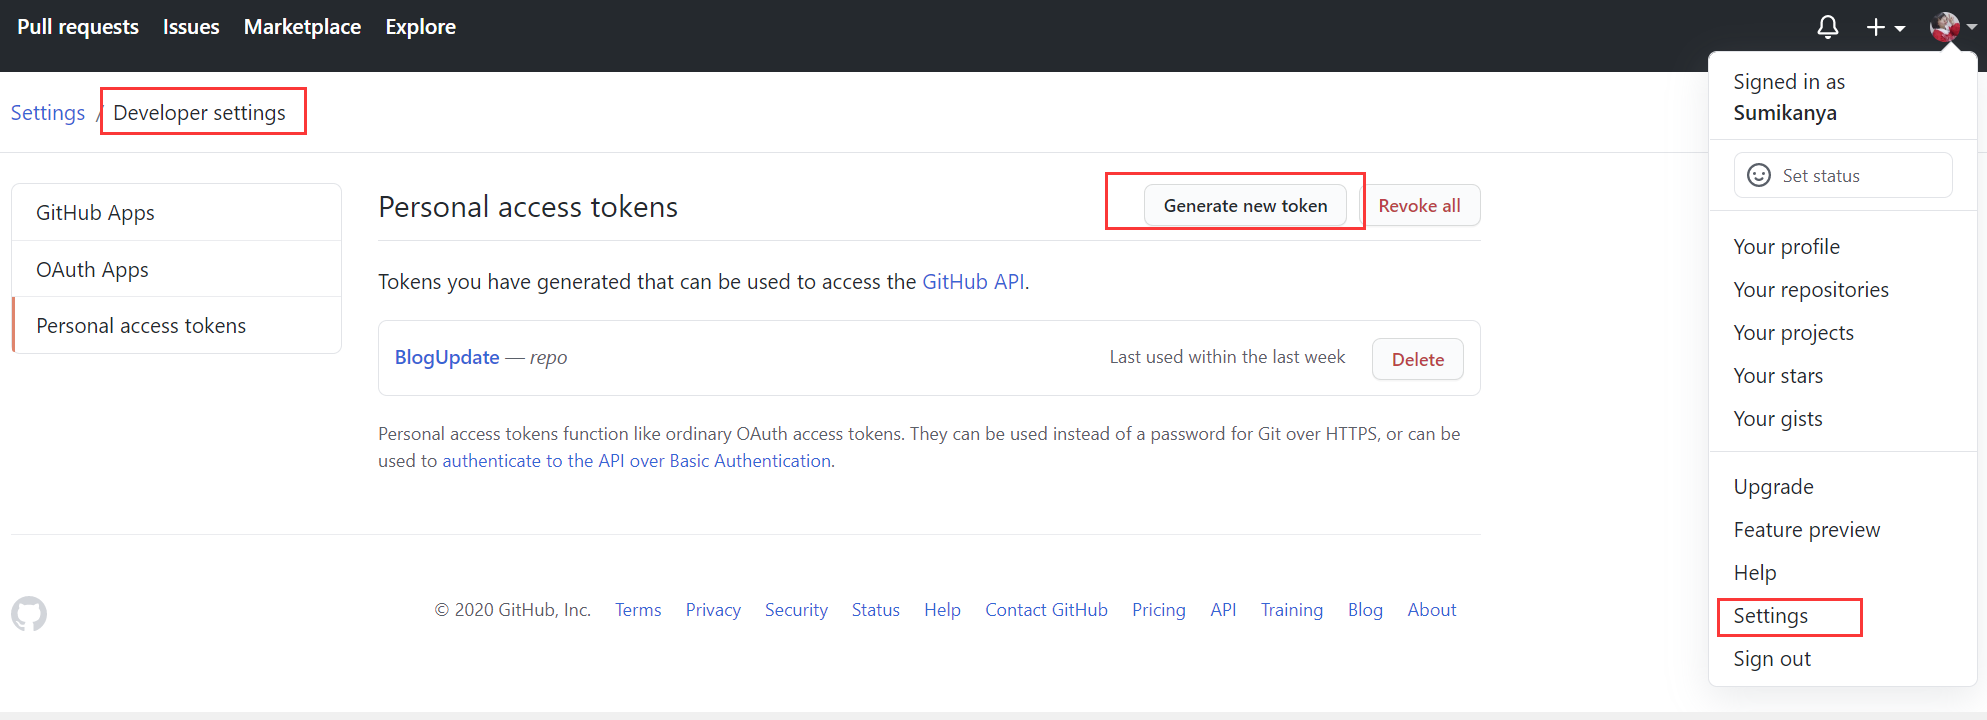 Pull requests Issues Marketplace Explore
Signed in as
Sumikanya
Settings / Developer settings
Set status
GitHub Apps
OAuth Apps
Personal access tokens
Personal access tokens
Generate new token
Revoke all
Tokens you have generated that can be used to access the GitHub API.
BlogUpdate — repo
Last used within the last week
Delete
Personal access tokens function like ordinary OAuth access tokens. They can be used instead of a password for Git over HTTPS, or can be
used to authenticate to the API over Basic Authentication.
Your profile
Your repositories
Your projects
Your stars
Your gists
Upgrade
Feature preview
Help
Settings
Sign out
© 2020 GitHub, Inc. Terms Privacy Security Status Help Contact GitHub Pricing API Training Blog About